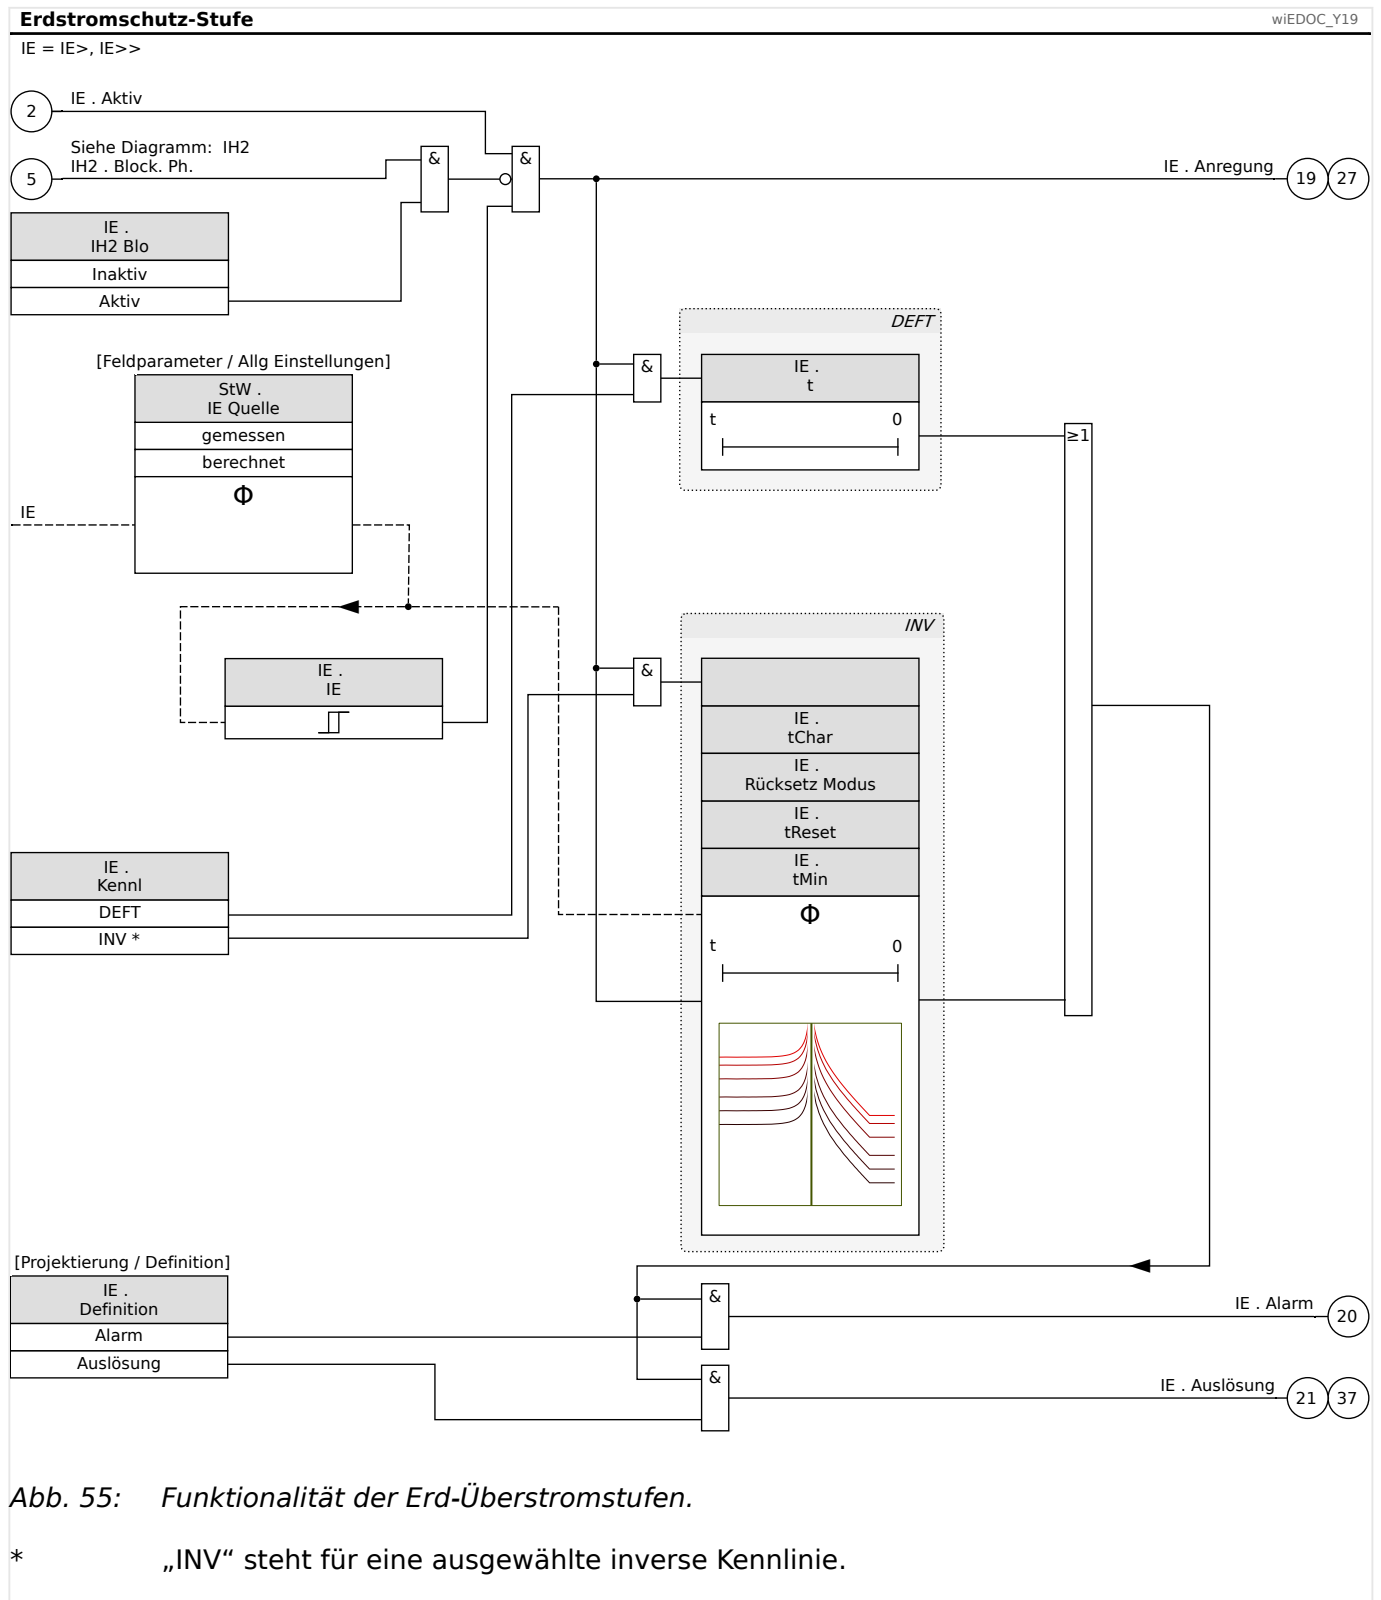 Erdstromschutz-Stufe
wiEDOC_Y19
IE = IE>, IE>>
2
IE . Aktiv
Siehe Diagramm: IH2
IH2 . Block. Ph.
5
&
&
IE . Anregung
19
27
IE .
IH2 Blo
Inaktiv
Aktiv
DEFT
[Feldparameter / Allg Einstellungen]
StW .
IE Quelle
gemessen
berechnet
Φ
IE
&
IE .
t
t 0
≥1
INV
IE .
IE
&
IE .
tChar
IE .
Rücksetz Modus
IE .
tReset
IE .
tMin
Φ
t 0
IE .
Kennl
DEFT
INV *
[Projektierung / Definition]
IE .
Definition
Alarm
Auslösung
&
IE . Alarm
20
&
IE . Auslösung
21
37
Abb. 55: Funktionalität der Erd-Überstromstufen.
* „INV“ steht für eine ausgewählte inverse Kennlinie.